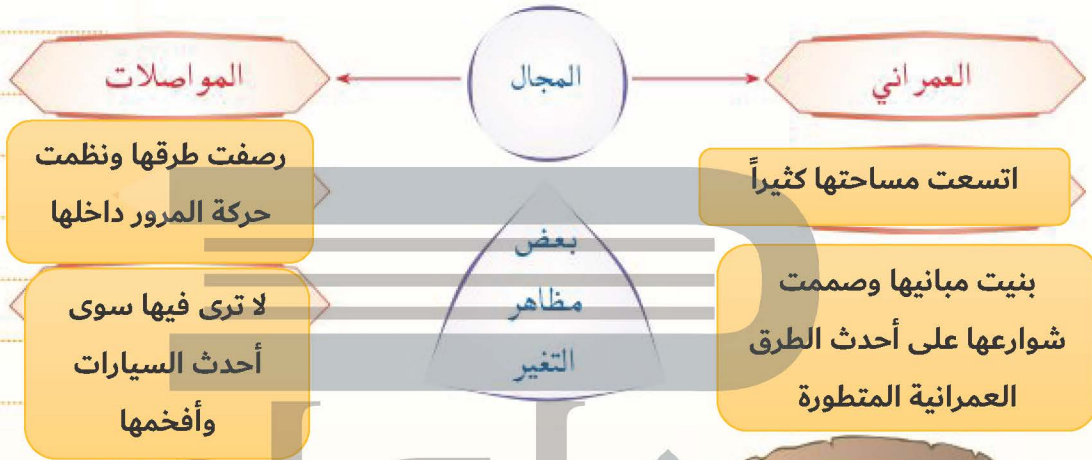 العمراني
المجال
المواصلات
اتسعت مساحتها كثيراً
بنيت مبانيها وصممت
شوارعها على أحدث الطرق
العمرانية المتطورة
بعض
مظاهر
التغير
رصفت طرقها ونظمت
حركة المرور داخلها
لا ترى فيها سوى
أحدث السيارات
وأفخمها